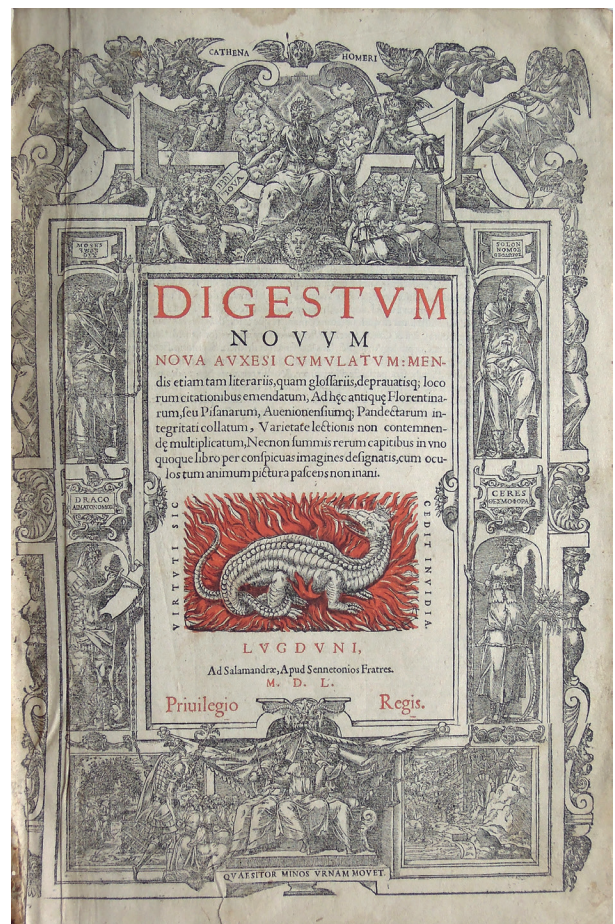 CATHENA HOMERI
NOVA
MOYSES
SOLON
NOMOS
DIGESTVM
NOVVM
NOVA AVXESI CVMVLATVM: MEN-
dis etiam tam literariis, quam glossariis, deprauatisq; loco
rum citationibus emendatum, Ad hęc antiquę Florentina-
rum, seu Pisanarum, Auenionensiumq; Pandectarum in-
tegritati collatum, Varietate lectionis non contemnen-
dę multiplicatum, Necnon summis rerum capitibus in vno
quoque libro per conspicuas imagines designatis, cum ocu-
los tum animum pictura pascens non inani.
DRACO
CERES
VIRTVTI SIC
CEDIT INVIDIA.
LVGDVNI,
Ad Salamandræ, Apud Sennetonios Fratres.
M. D. L.
Priuilegio Regis.
QVAESITOR MINOS VRNAM MOVET.